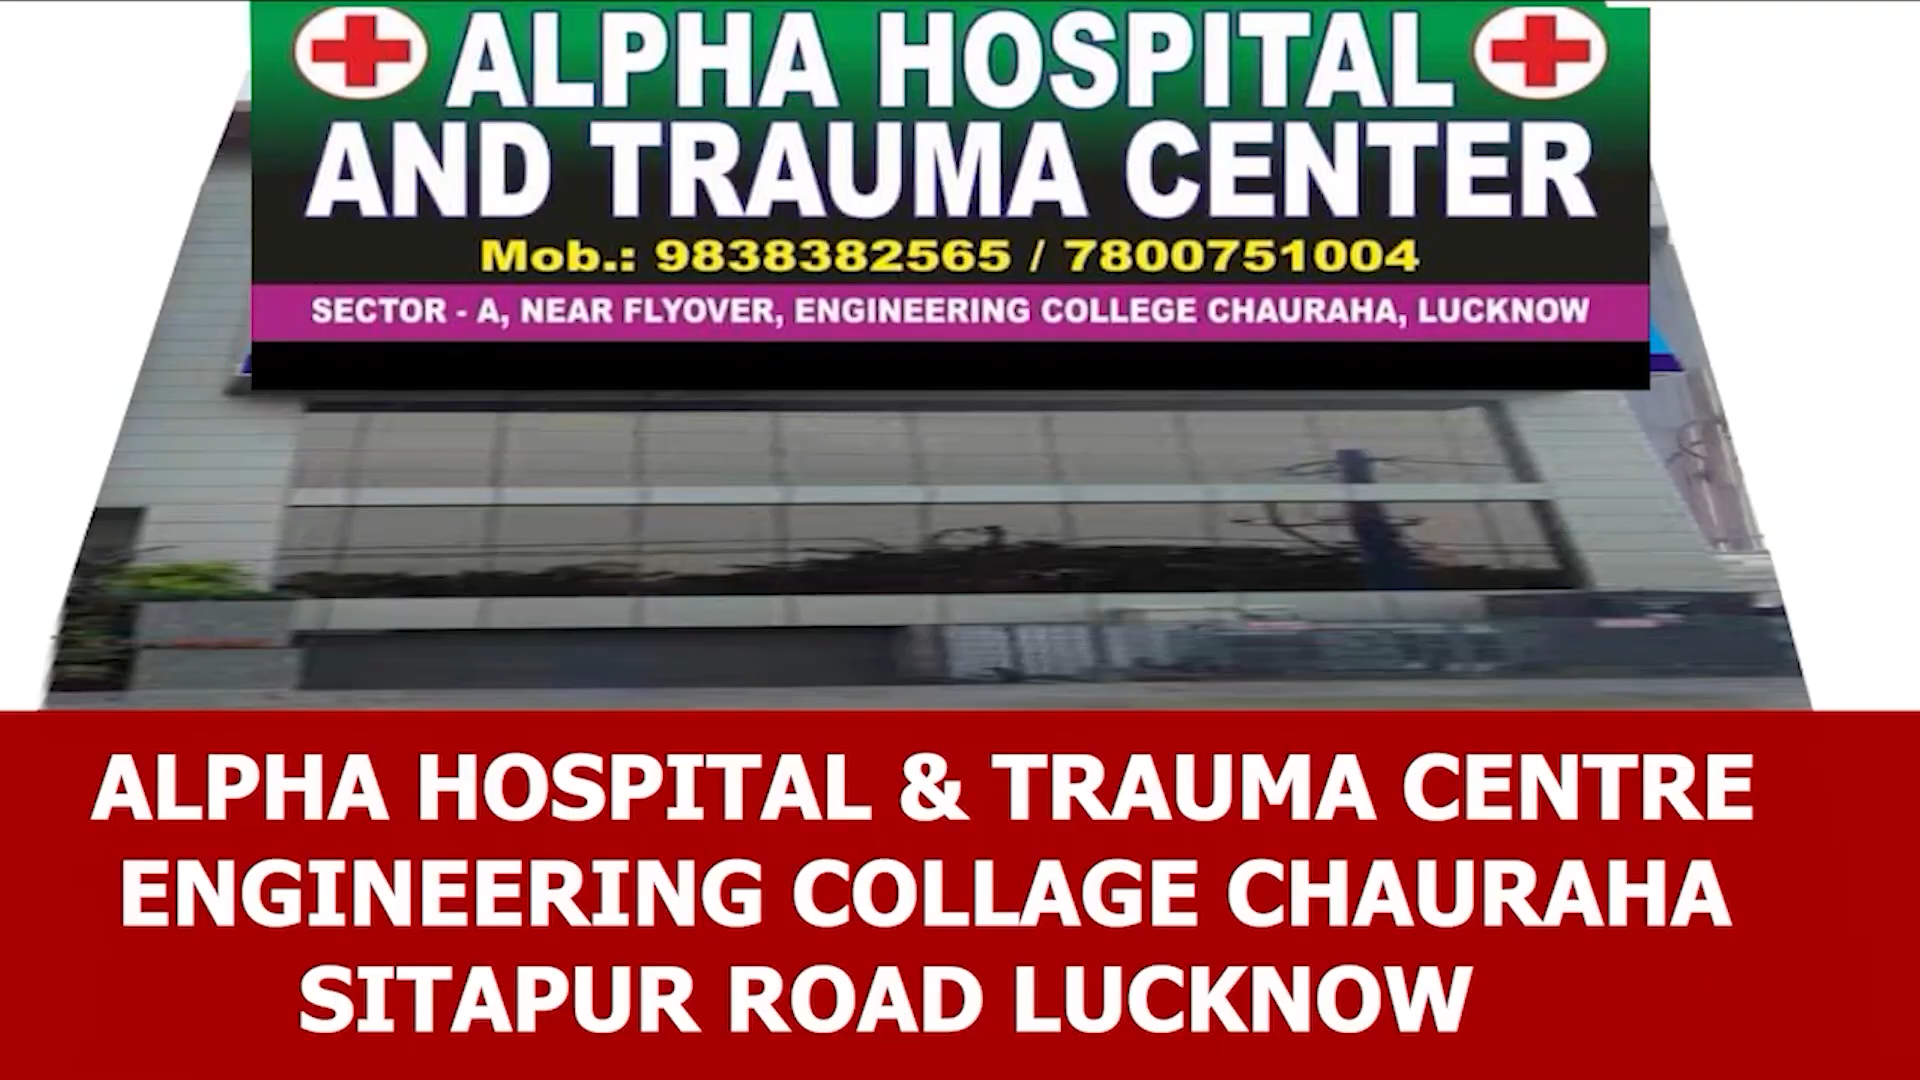 ALPHA HOSPITAL
AND TRAUMA CENTER
Mob.: 9838382565 / 7800751004
SECTOR - A, NEAR FLYOVER, ENGINEERING COLLEGE CHAURAHA, LUCKNOW
ALPHA HOSPITAL & TRAUMA CENTRE
ENGINEERING COLLAGE CHAURAHA
SITAPUR ROAD LUCKNOW